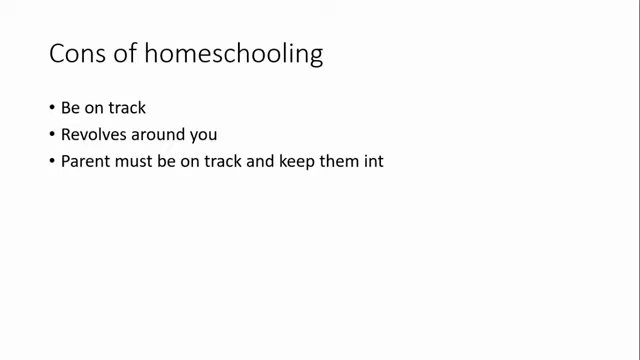 Cons of homeschooling
• Be on track
• Revolves around you
• Parent must be on track and keep them int